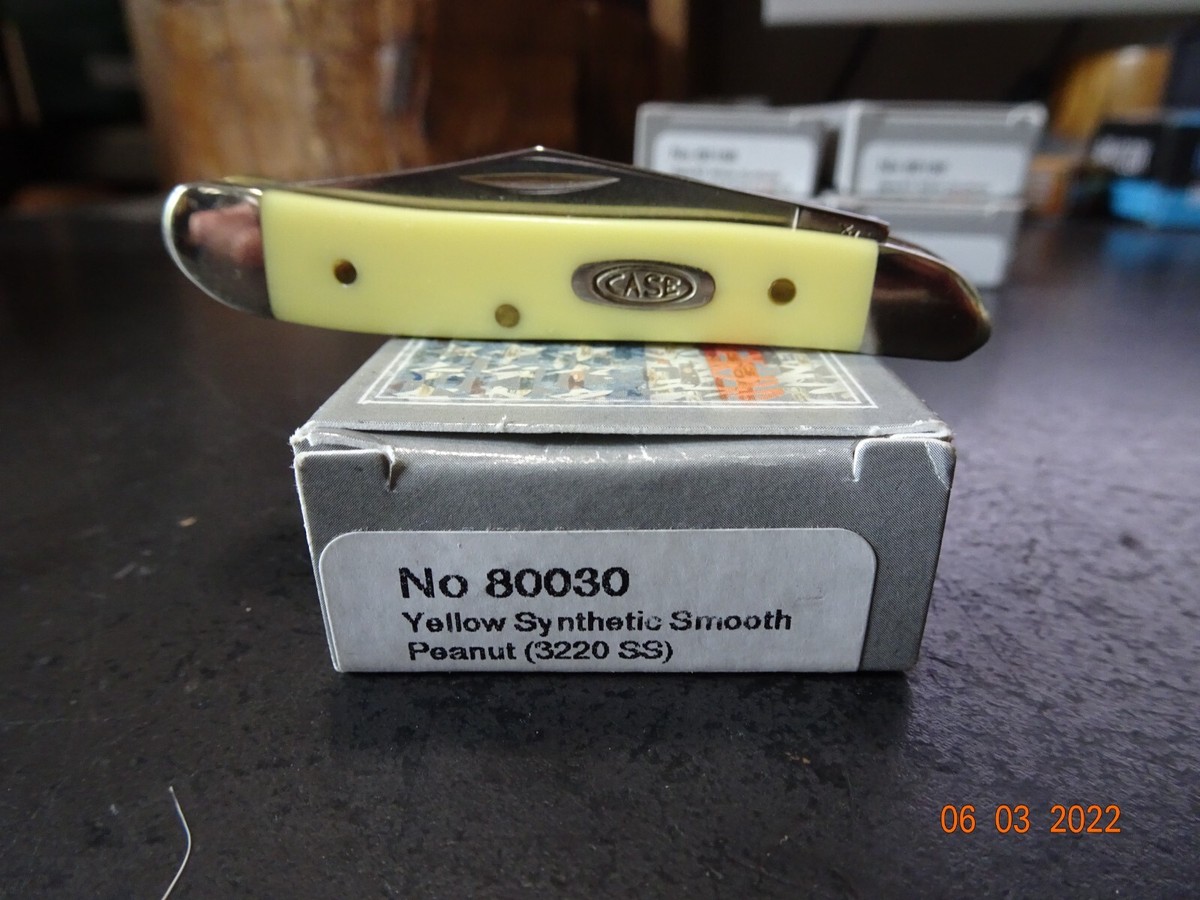 CASE
No 80030
Yellow Synthetic Smooth
Peanut (3220 SS)
06 03 2022